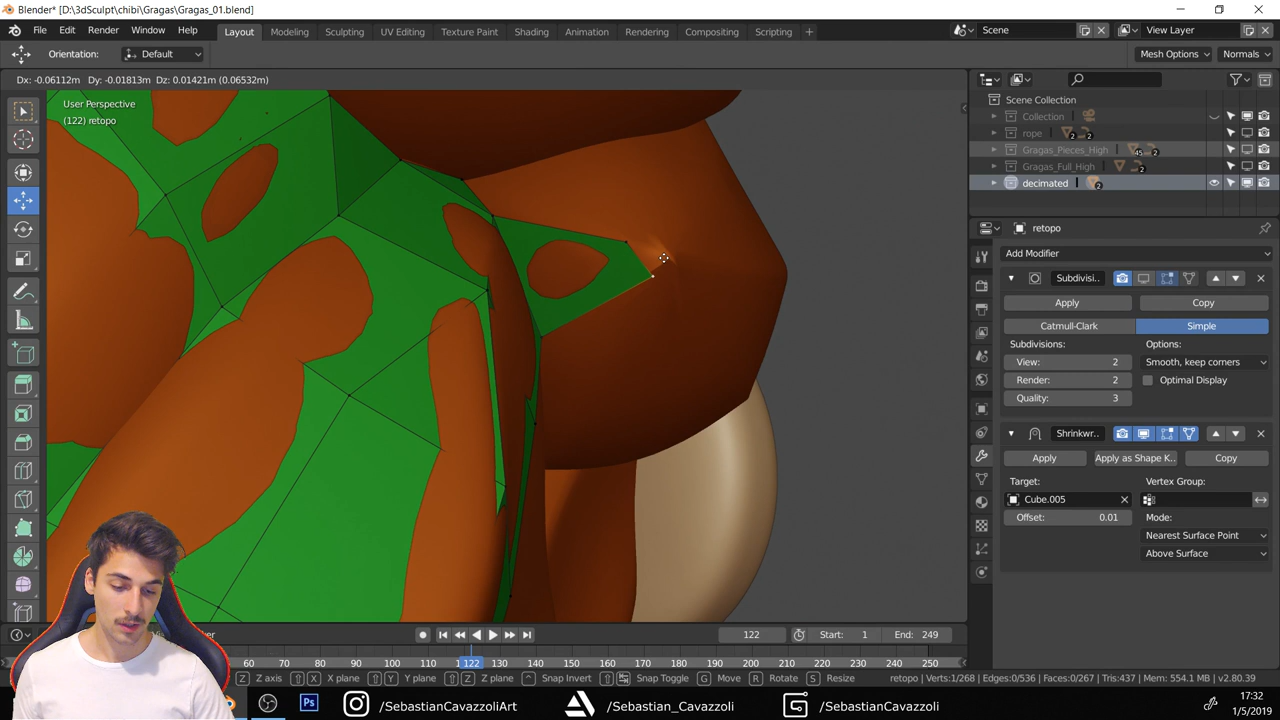 Blender* [D:\3dSculpt\chibi\Gragas\Gragas_01.blend]
File Edit Render Window Help Layout Modeling Sculpting UV Editing Texture Paint Shading Animation Rendering Compositing Scripting + Scene View Layer
Orientation: Default Mesh Options Normals
Dx: -0.06112m Dy: -0.01813m Dz: 0.01421m (0.06532m)
User Perspective
(122) retopo
Scene Collection
Collection
rope 2 2
Gragas_Pieces_High 45 2
Gragas_Full_High 2
decimated 2
retopo
Add Modifier
Subdivisi..
Apply Copy
Catmull-Clark Simple
Subdivisions: Options:
View: 2 Smooth, keep corners
Render: 2 Optimal Display
Quality: 3
Shrinkwr..
Apply Apply as Shape K.. Copy
Target: Vertex Group:
Cube.005
Offset: 0.01 Mode:
Nearest Surface Point
Above Surface
122 Start: 1 End: 249
60 70 80 90 100 110 122 130 140 150 160 170 180 190 200 210 220 230 240 250
Z Z axis X X plane Y Y plane Z Z plane ^ Snap Invert Snap Toggle G Move R Rotate S Resize retopo | Verts:1/268 | Edges:0/536 | Faces:0/267 | Tris:437 | Mem: 554.1 MB | v2.80.39
Ps /SebastianCavazzoliArt /Sebastian_Cavazzoli /SebastianCavazzoli
17:32
1/5/2019